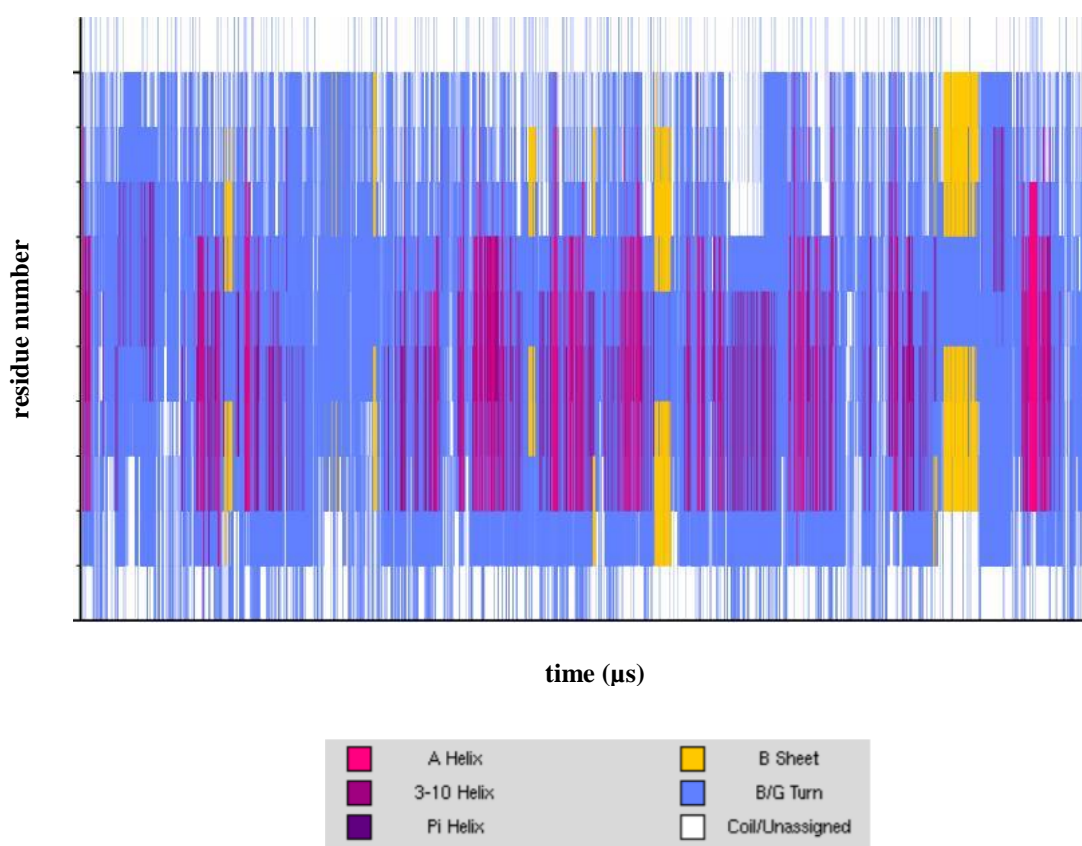 residue number
time (µs)
A Helix
3-10 Helix
Pi Helix
B Sheet
B/G Turn
Coil/Unassigned